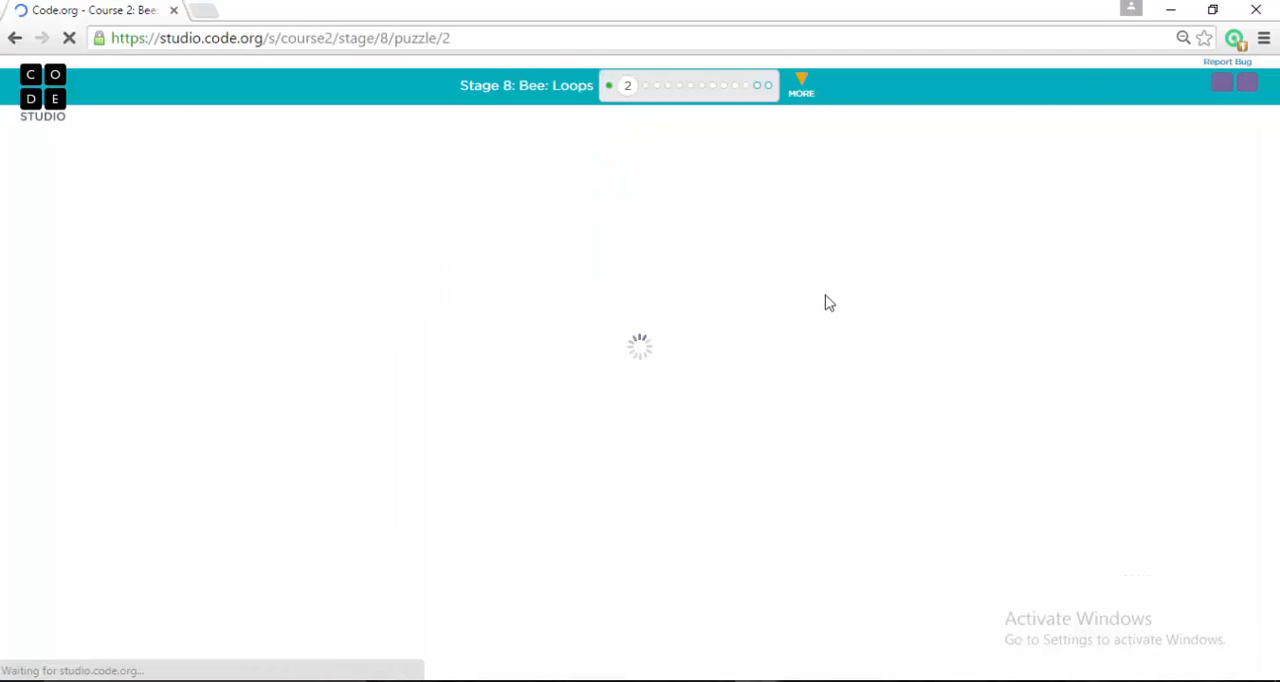 Code.org - Course 2: Bee:
https://studio.code.org/s/course2/stage/8/puzzle/2
Report Bug
C O
D E
STUDIO
Stage 8: Bee: Loops
2
MORE
Activate Windows
Go to Settings to activate Windows.
Waiting for studio.code.org...